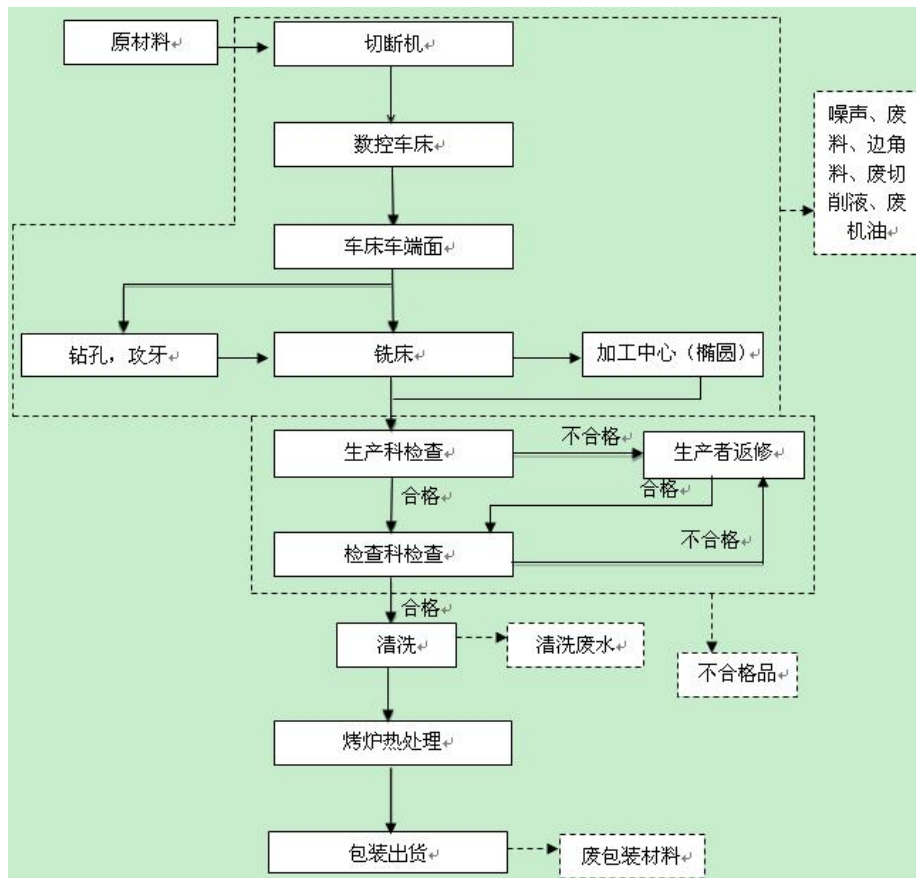 原材料
切断机
数控车床
车床车端面
噪声、废
料、边角
料、废切
削液、废
机油
钻孔，攻牙
铣床
加工中心（椭圆）
生产科检查
不合格
生产者返修
合格
合格
检查科检查
不合格
合格
清洗
清洗废水
不合格品
烤炉热处理
包装出货
废包装材料